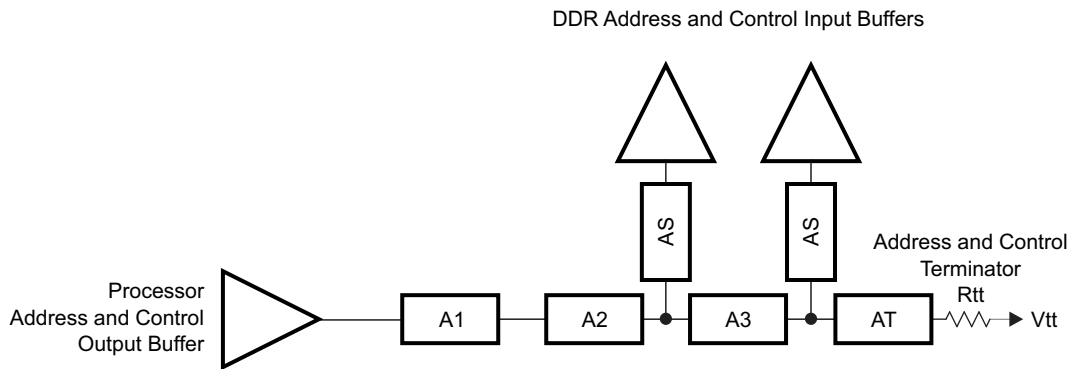 DDR Address and Control Input Buffers
AS
AS
Address and Control
Terminator
Rtt
Processor
Address and Control
Output Buffer
A1
A2
A3
AT
Vtt